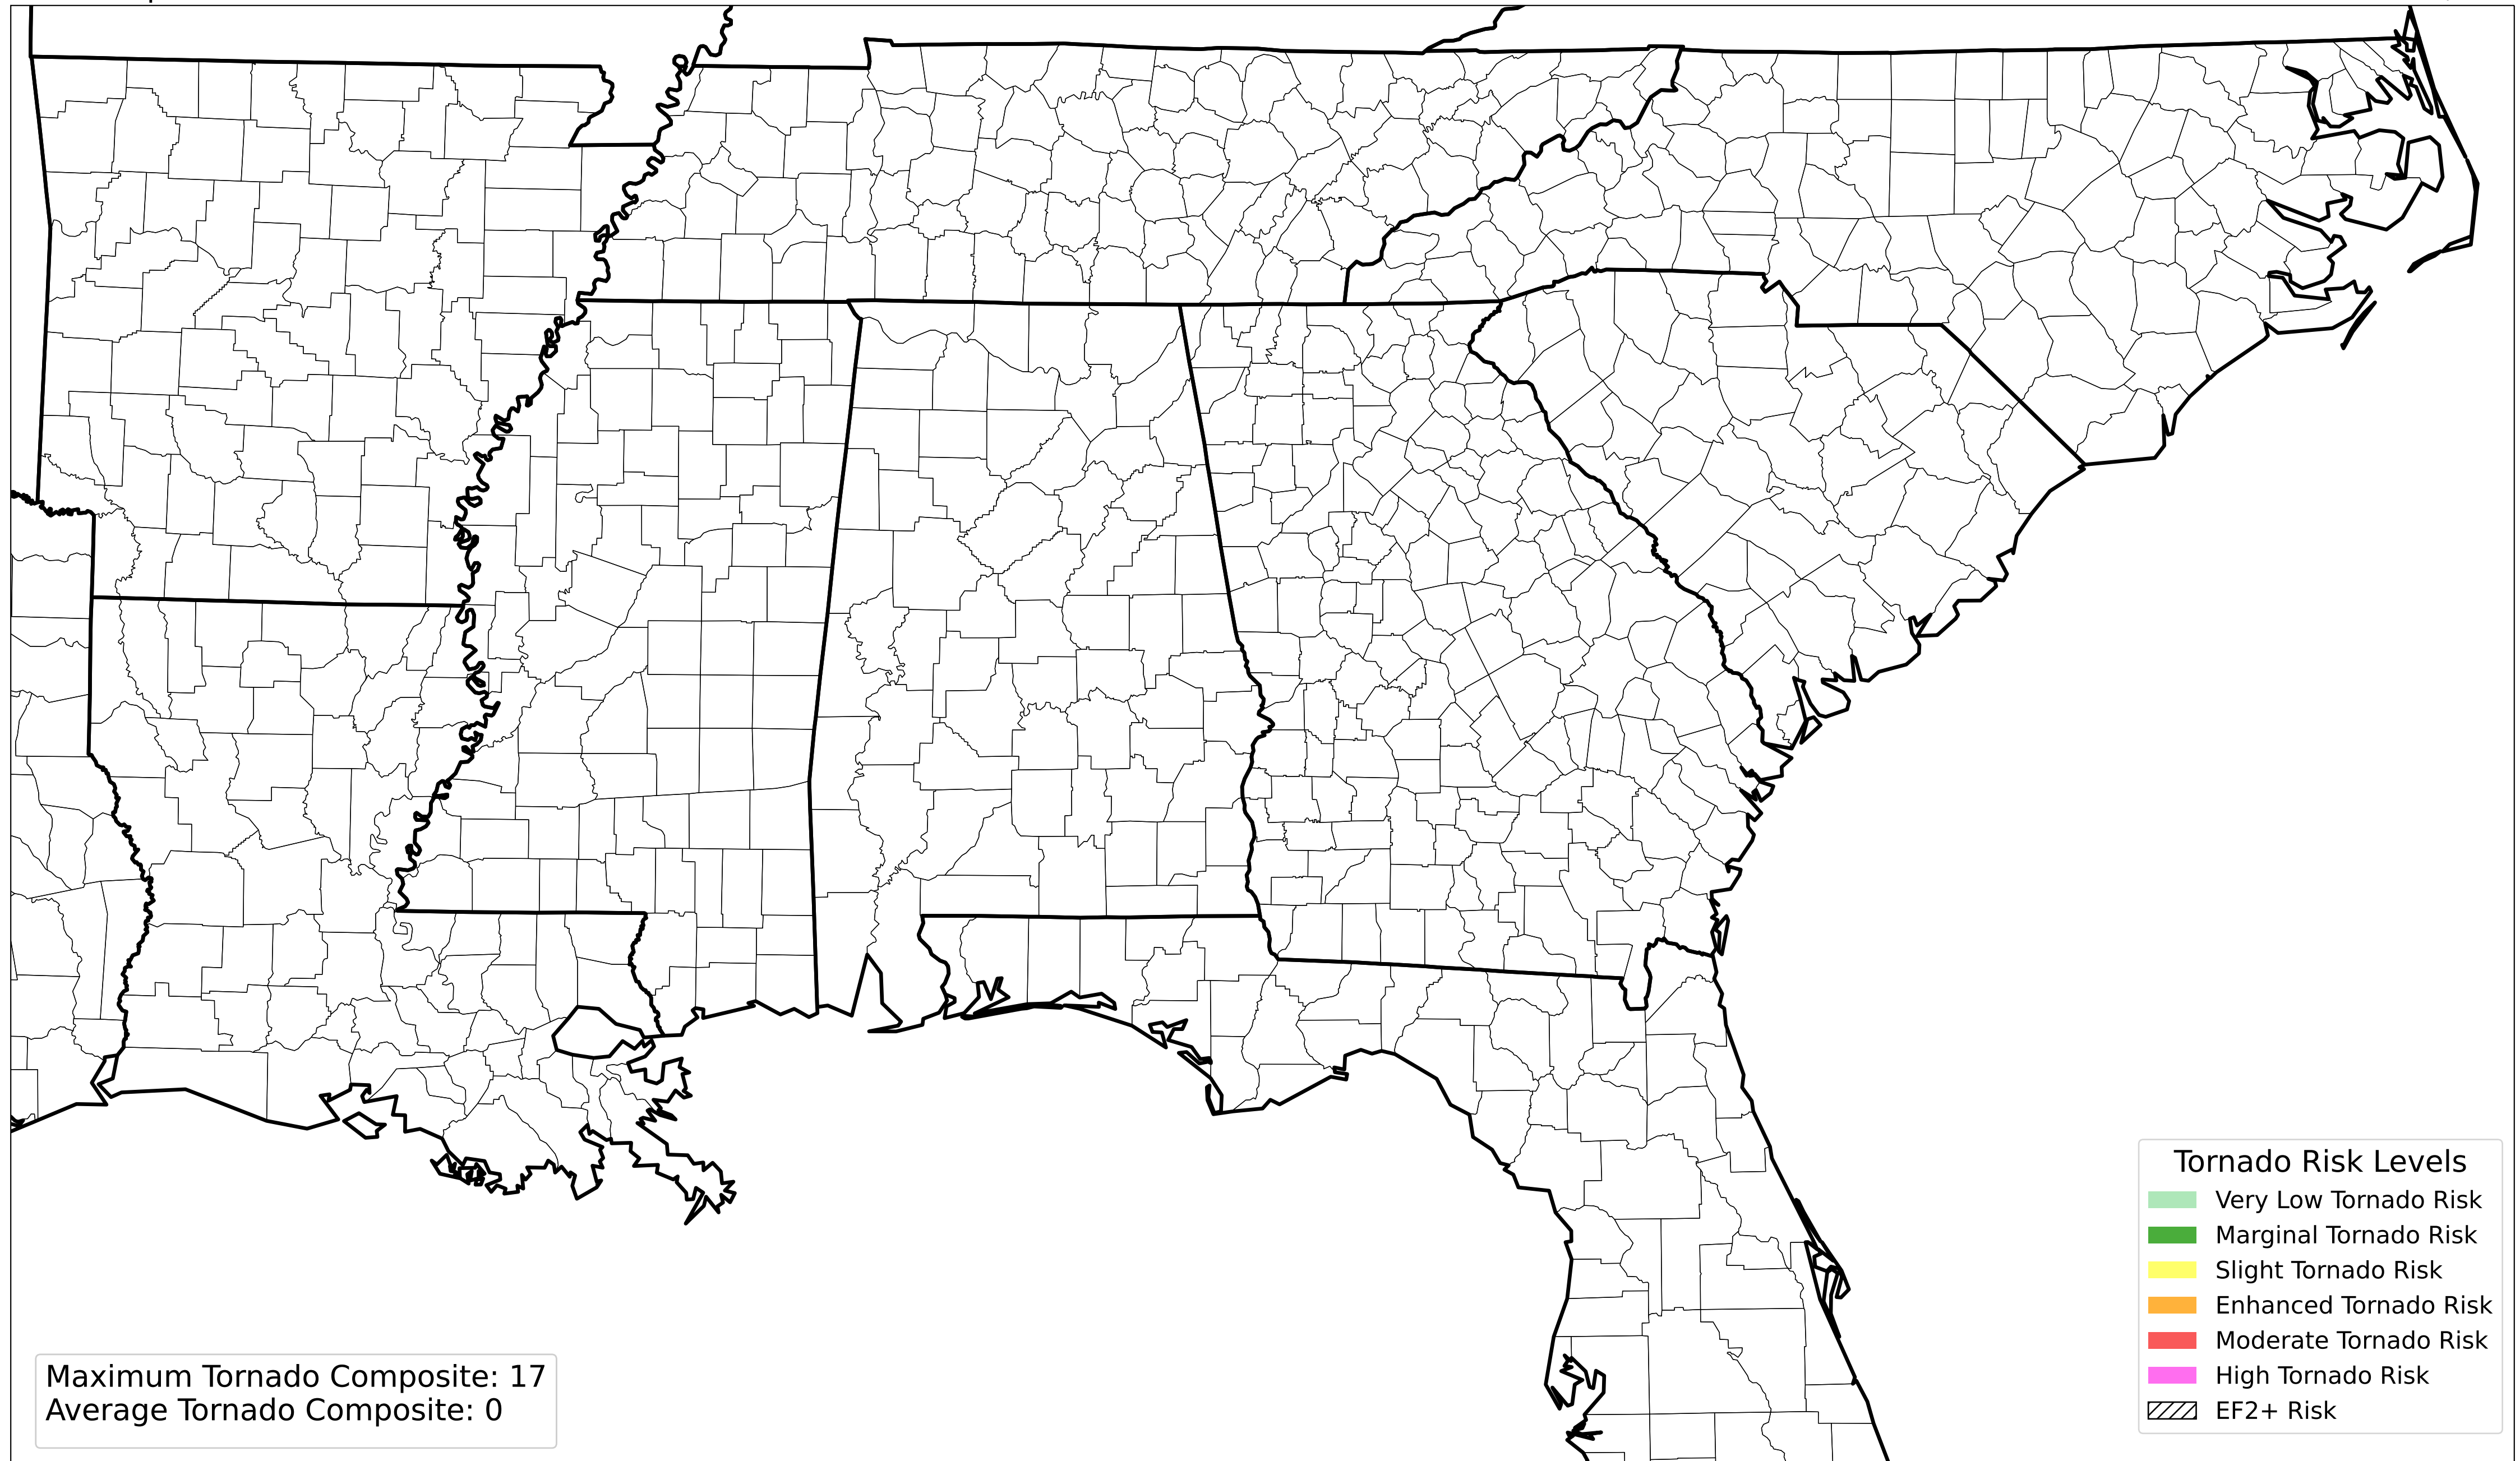 Tornado Risk Levels
Very Low Tornado Risk
Marginal Tornado Risk
Slight Tornado Risk
Enhanced Tornado Risk
Moderate Tornado Risk
High Tornado Risk
EF2+ Risk
Maximum Tornado Composite: 17
Average Tornado Composite: 0